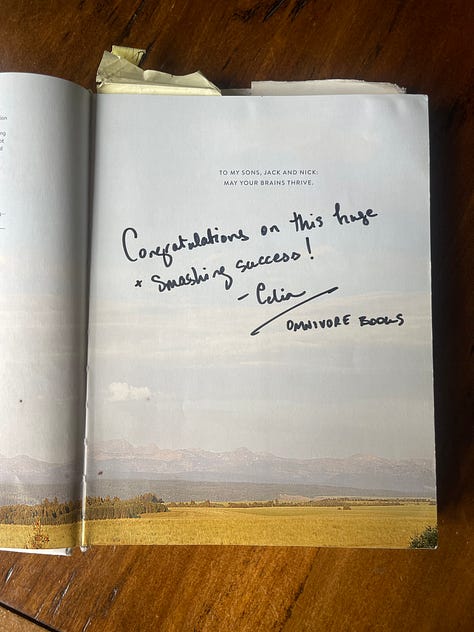 TO MY SONS, JACK AND NICK:
MAY YOUR BRAINS THRIVE.
Congratulations on this huge
+ smashing success!
- Celia
OMNIVORE BOOKS